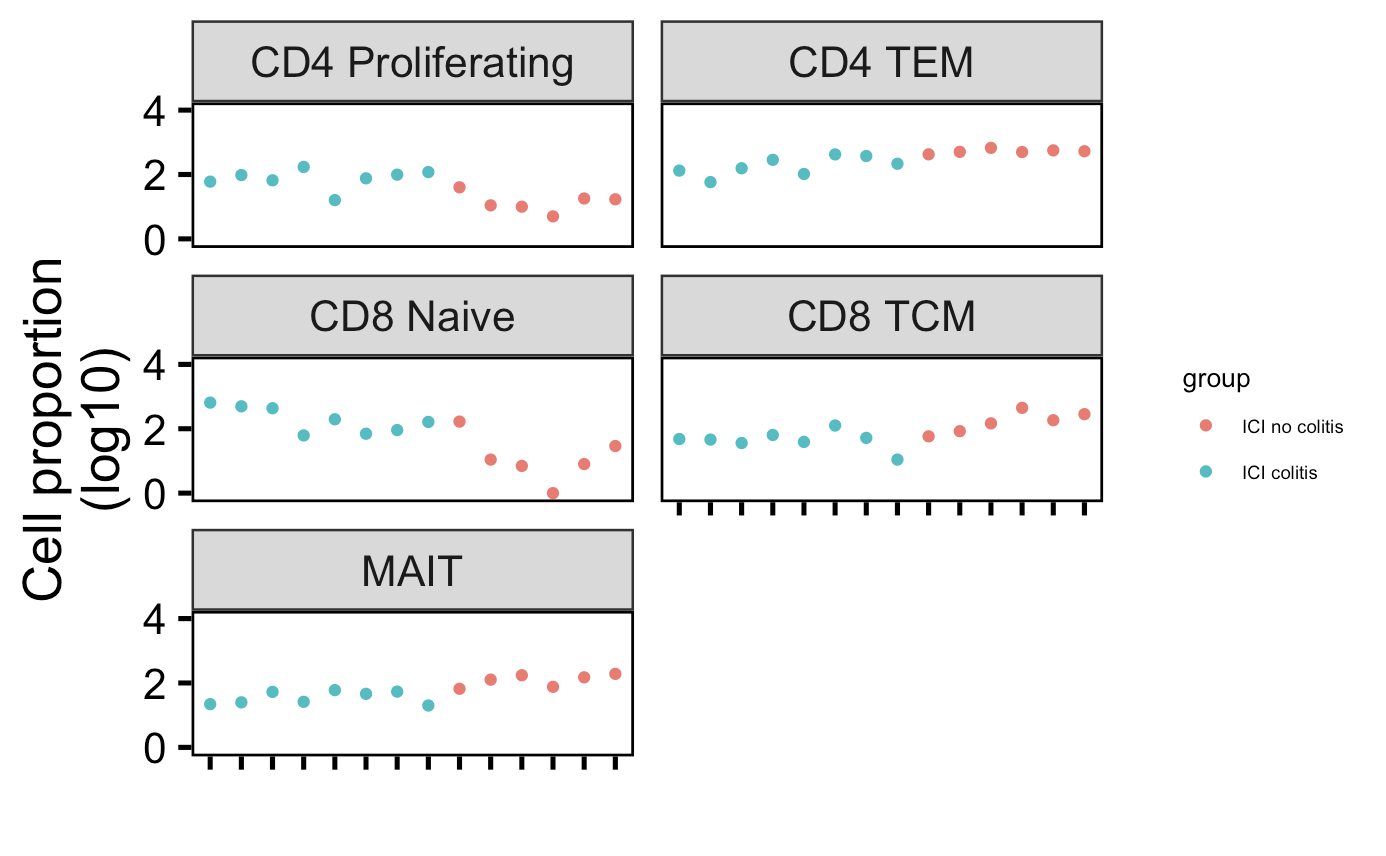 CD4 Proliferating
CD4 TEM
4
2
0
CD8 Naive
CD8 TCM
4
2
0
MAIT
4
2
0
Cell proportion
(log10)
group
ICI no colitis
ICI colitis